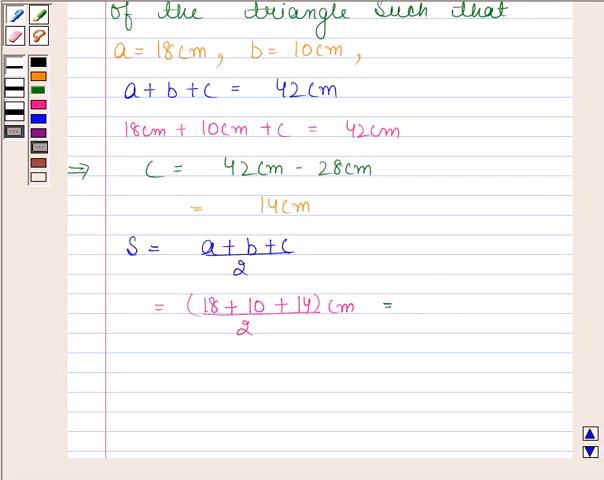 of the triangle such that
a = 18cm, b = 10cm,
a + b + c = 42cm
18cm + 10cm + c = 42cm
⇒ c = 42cm - 28cm
= 14cm
S = a + b + c / 2
= (18 + 10 + 14) / 2 cm =